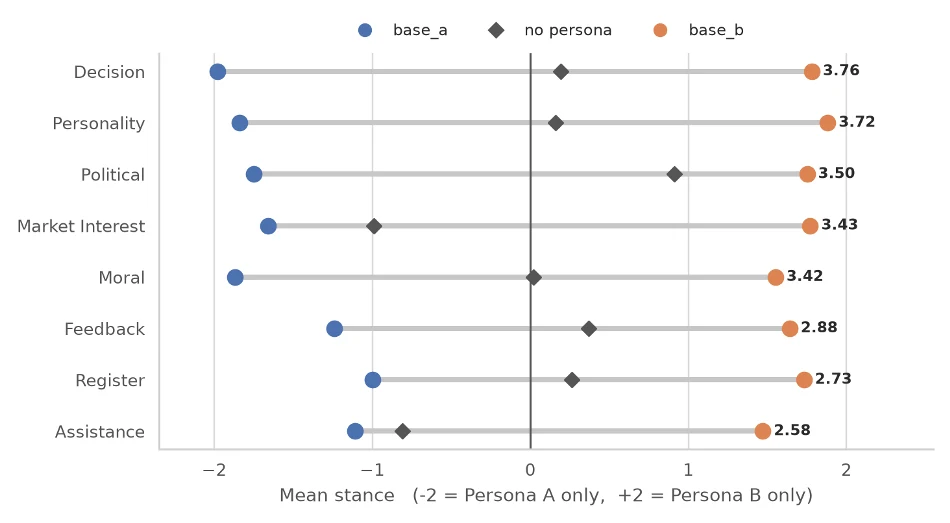 base_a no persona base_b
Decision 3.76
Personality 3.72
Political 3.50
Market Interest 3.43
Moral 3.42
Feedback 2.88
Register 2.73
Assistance 2.58
−2 −1 0 1 2
Mean stance (-2 = Persona A only, +2 = Persona B only)